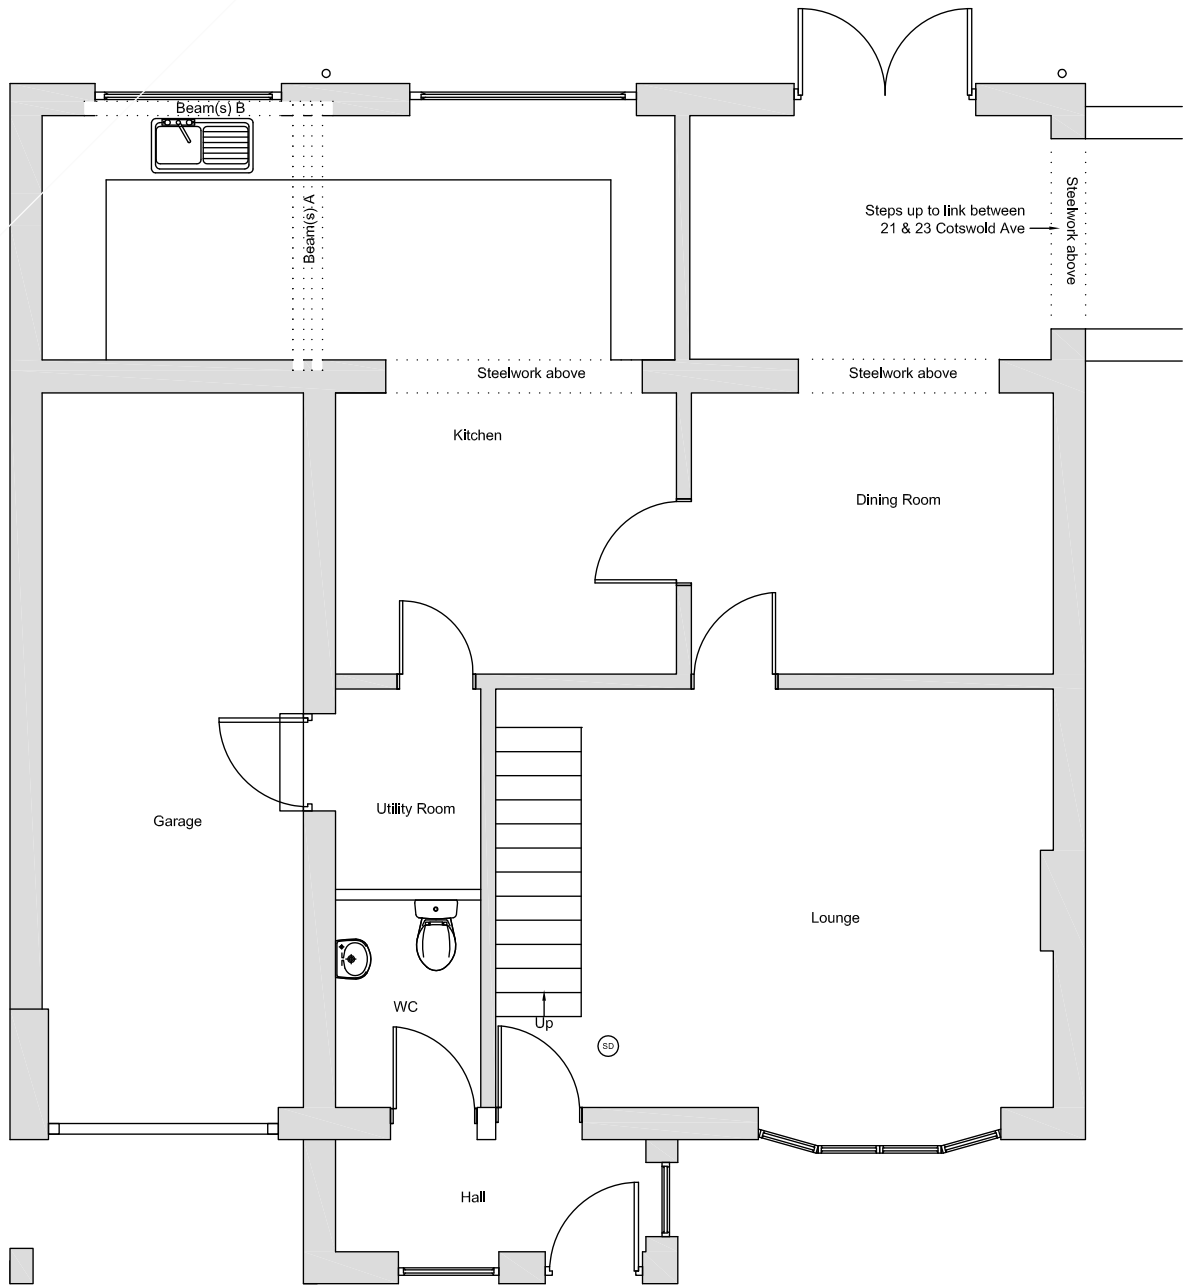 Beam(s) B
Beam(s) A
Steps up to link between
21 & 23 Cotswold Ave
Steelwork above
Steelwork above
Steelwork above
Kitchen
Dining Room
Utility Room
Garage
Lounge
WC
Up
SD
Hall